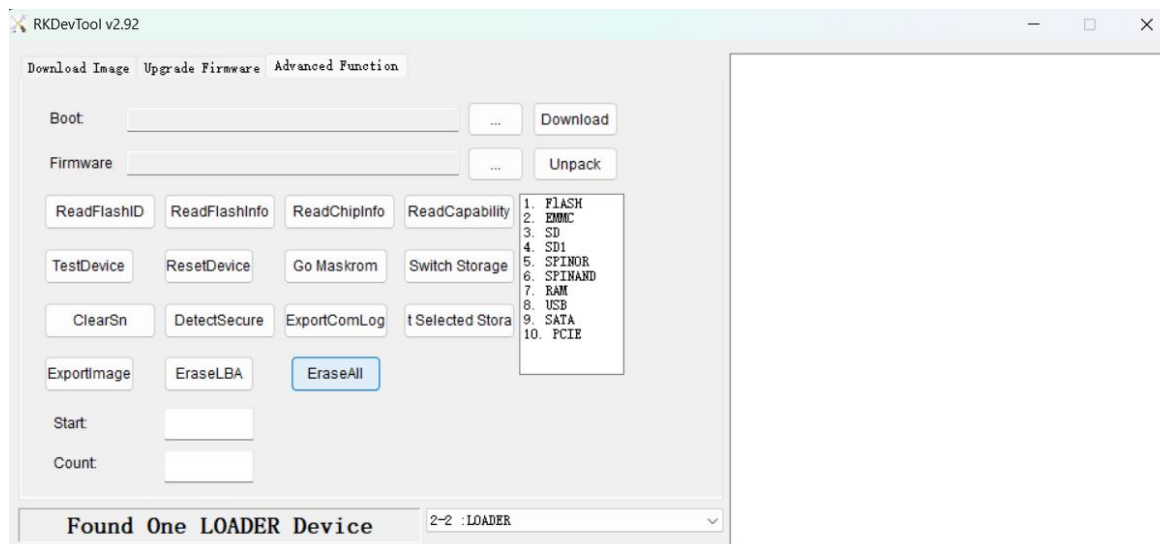 RKDevTool v2.92
Download Image Upgrade Firmware Advanced Function
Boot: ... Download
Firmware ... Unpack
ReadFlashID ReadFlashInfo ReadChipInfo ReadCapability
TestDevice ResetDevice Go Maskrom Switch Storage
ClearSn DetectSecure ExportComLog t Selected Stora
ExportImage EraseLBA EraseAll
1. FlASH
2. EMMC
3. SD
4. SD1
5. SPINOR
6. SPINAND
7. RAM
8. USB
9. SATA
10. PCIE
Start:
Count:
Found One LOADER Device 2-2 :LOADER